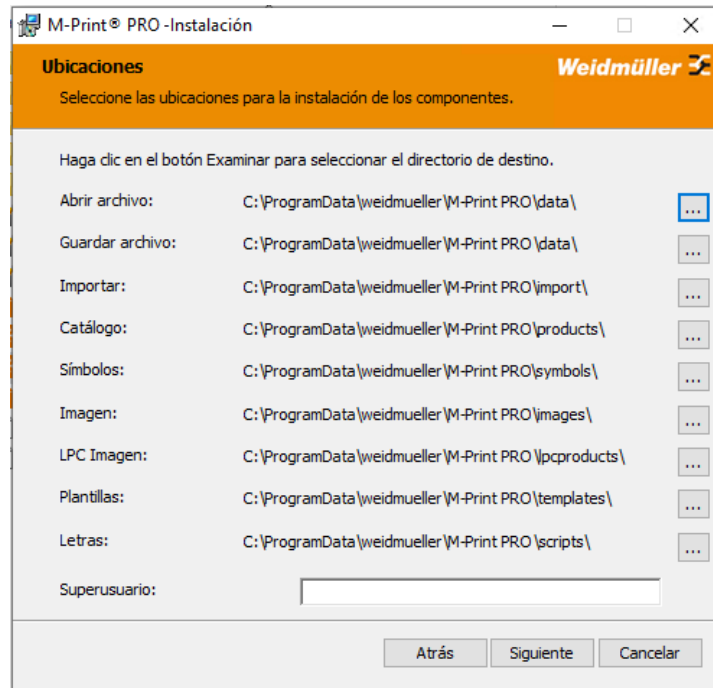 M-Print® PRO -Instalación
Ubicaciones
Weidmüller
Seleccione las ubicaciones para la instalación de los componentes.
Haga clic en el botón Examinar para seleccionar el directorio de destino.
Abrir archivo: C:\ProgramData\weidmueller\M-Print PRO\data\ ...
Guardar archivo: C:\ProgramData\weidmueller\M-Print PRO\data\ ...
Importar: C:\ProgramData\weidmueller\M-Print PRO\import\ ...
Catálogo: C:\ProgramData\weidmueller\M-Print PRO\products\ ...
Símbolos: C:\ProgramData\weidmueller\M-Print PRO\symbols\ ...
Imagen: C:\ProgramData\weidmueller\M-Print PRO\images\ ...
LPC Imagen: C:\ProgramData\weidmueller\M-Print PRO\lpcproducts\ ...
Plantillas: C:\ProgramData\weidmueller\M-Print PRO\templates\ ...
Letras: C:\ProgramData\weidmueller\M-Print PRO\scripts\ ...
Superusuario:
Atrás Siguiente Cancelar